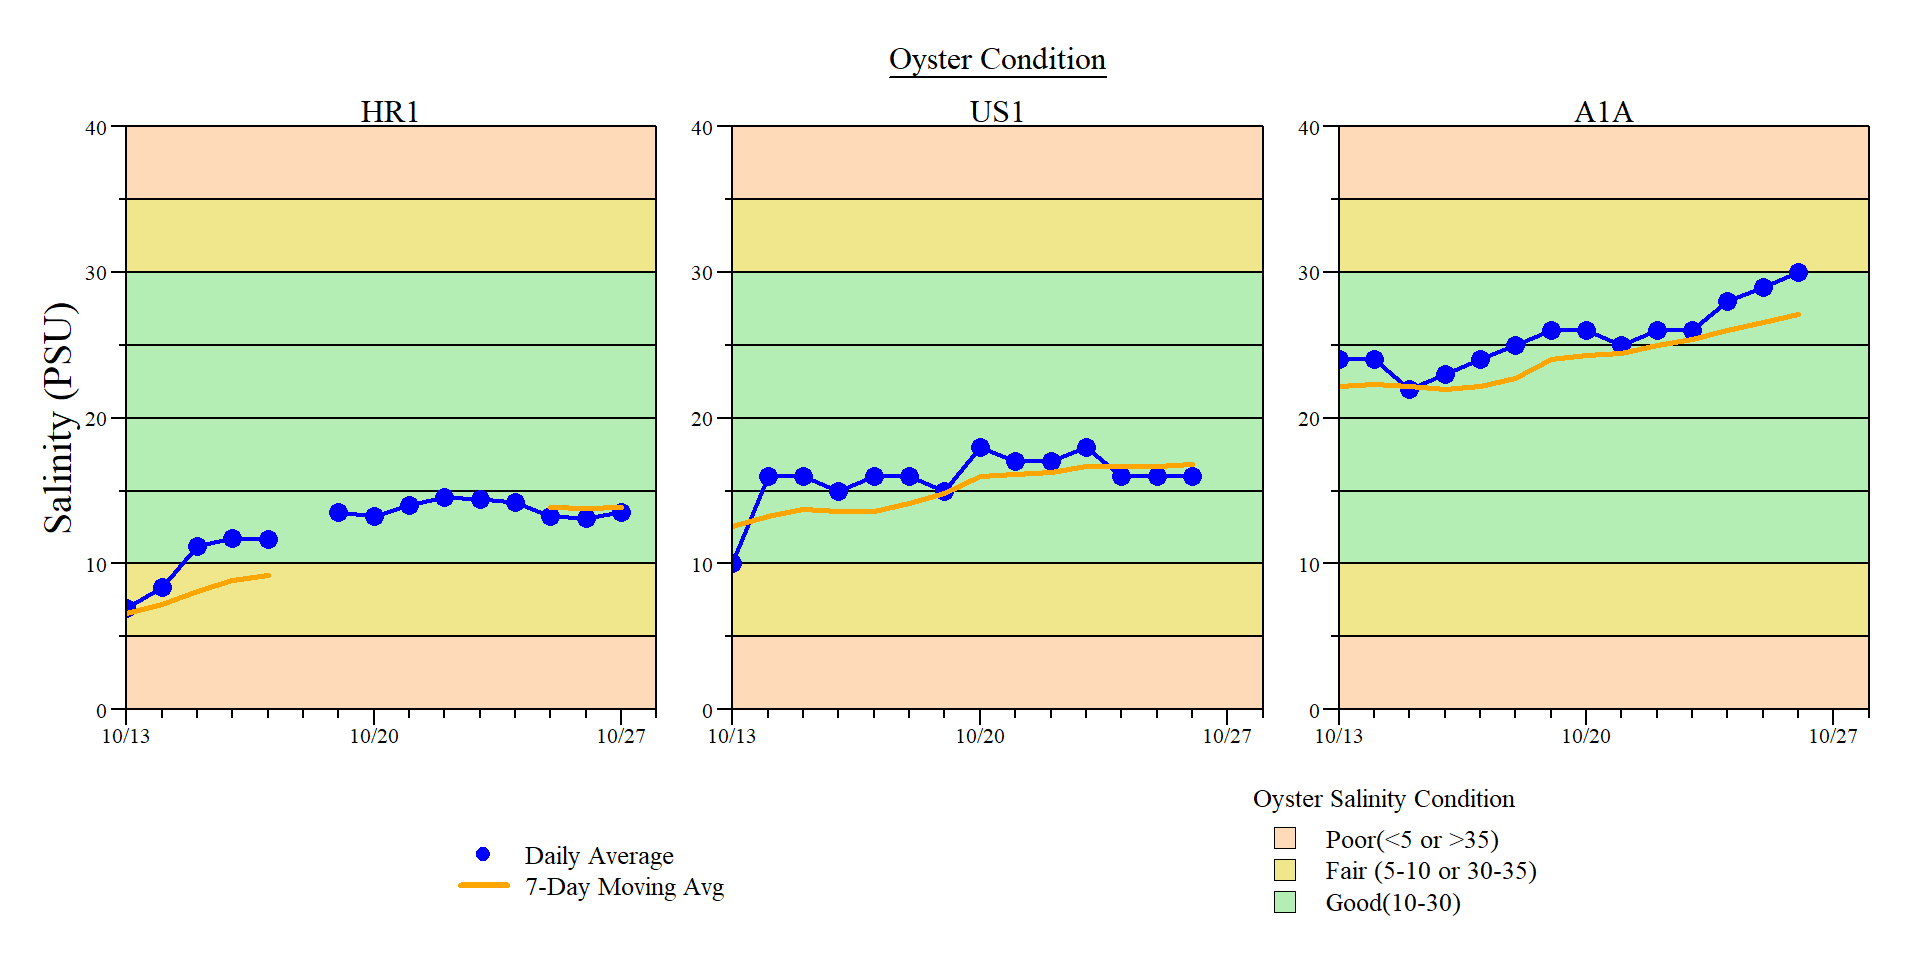 Oyster Condition
HR1
US1
A1A
Salinity (PSU)
40
30
20
10
0
10/13
10/20
10/27
40
30
20
10
0
10/13
10/20
10/27
40
30
20
10
0
10/13
10/20
10/27
Daily Average
7-Day Moving Avg
Oyster Salinity Condition
Poor(<5 or >35)
Fair (5-10 or 30-35)
Good(10-30)